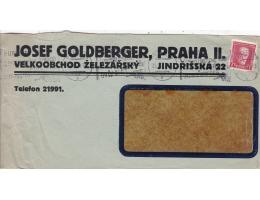 JOSEF GOLDBERGER, PRAHA II.
VELKOOBCHOD ŽELEZÁŘSKÝ JINDŘIŠSKÁ 22
Telefon 21991.